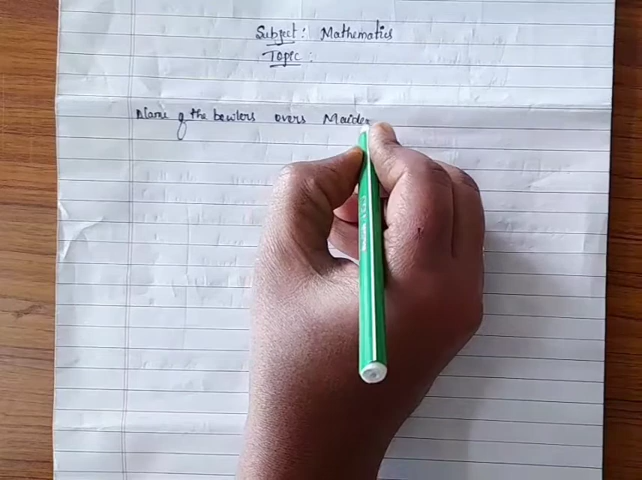 Subject : Mathematics
Topic :
Name of the bowlers overs Maiden